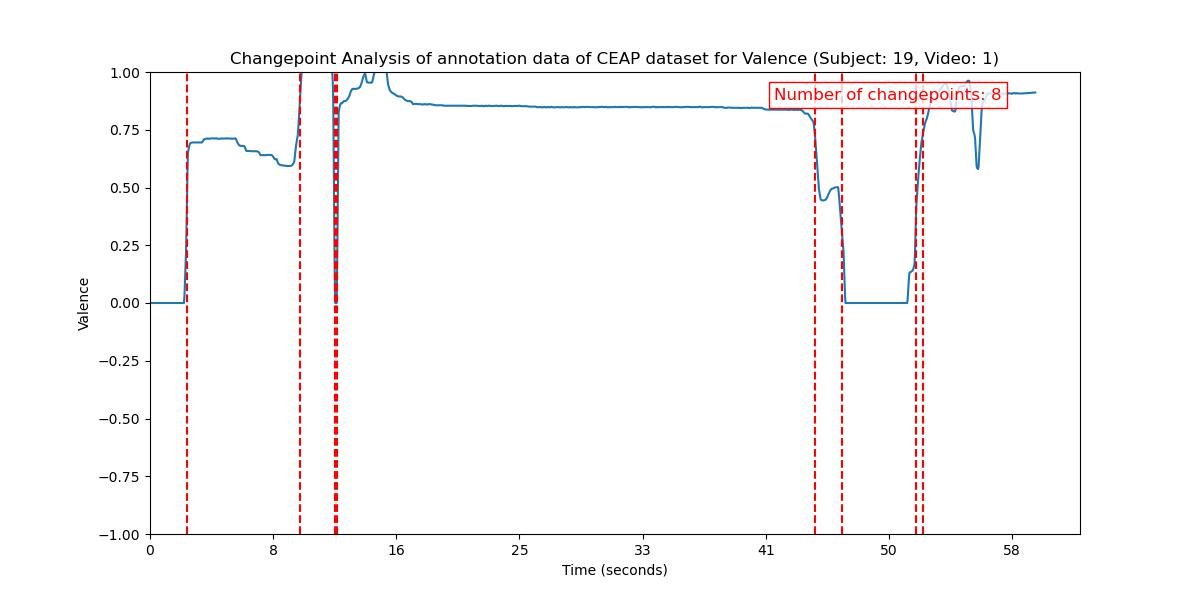 Changepoint Analysis of annotation data of CEAP dataset for Valence (Subject: 19, Video: 1)
Number of changepoints: 8
Valence
1.00
0.75
0.50
0.25
0.00
−0.25
−0.50
−0.75
−1.00
0 8 16 25 33 41 50 58
Time (seconds)